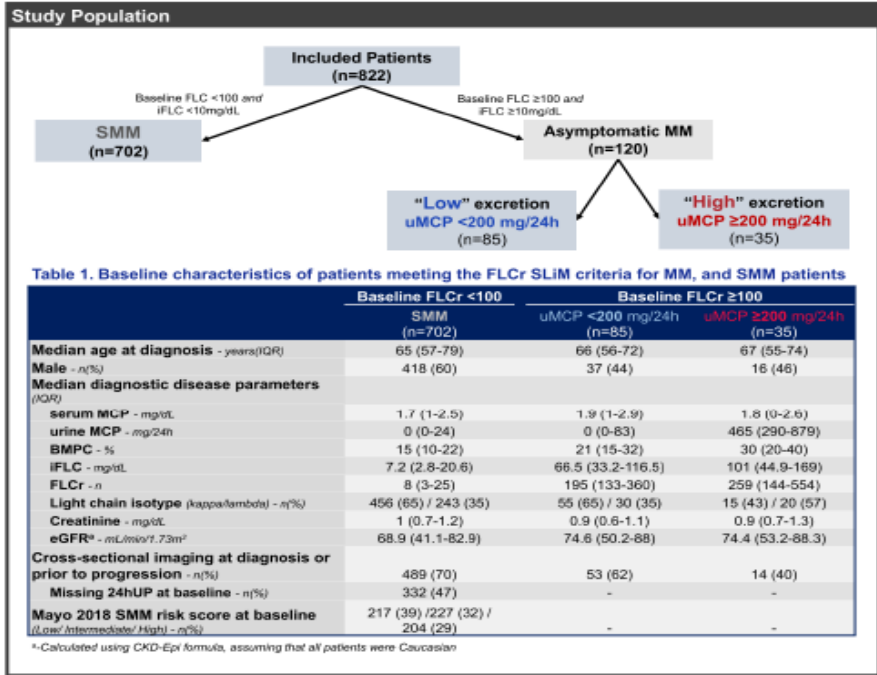 Study Population
Included Patients
(n=822)
Baseline FLC <100 and
iFLC <10mg/dL
Baseline FLC ≥100 and
iFLC ≥10mg/dL
SMM
(n=702)
Asymptomatic MM
(n=120)
“Low” excretion
uMCP <200 mg/24h
(n=85)
“High” excretion
uMCP ≥200 mg/24h
(n=35)
Table 1. Baseline characteristics of patients meeting the FLCr SLiM criteria for MM, and SMM patients
Baseline FLCr <100 Baseline FLCr ≥100
SMM uMCP <200 mg/24h uMCP ≥200 mg/24h
(n=702) (n=85) (n=35)
Median age at diagnosis - years(IQR) 65 (57-79) 66 (56-72) 67 (55-74)
Male - n(%) 418 (60) 37 (44) 16 (46)
Median diagnostic disease parameters
(IQR)
serum MCP - mg/dL 1.7 (1-2.5) 1.9 (1-2.9) 1.8 (0-2.6)
urine MCP - mg/24h 0 (0-24) 0 (0-83) 465 (290-879)
BMPC - % 15 (10-22) 21 (15-32) 30 (20-40)
iFLC - mg/dL 7.2 (2.8-20.6) 66.5 (33.2-116.5) 101 (44.9-169)
FLCr - n 8 (3-25) 195 (133-360) 259 (144-554)
Light chain isotype (kappa/lambda) - n(%) 456 (65) / 243 (35) 55 (65) / 30 (35) 15 (43) / 20 (57)
Creatinine - mg/dL 1 (0.7-1.2) 0.9 (0.6-1.1) 0.9 (0.7-1.3)
eGFRᵃ - mL/min/1.73m² 68.9 (41.1-82.9) 74.6 (50.2-88) 74.4 (53.2-88.3)
Cross-sectional imaging at diagnosis or
prior to progression - n(%) 489 (70) 53 (62) 14 (40)
Missing 24hUP at baseline - n(%) 332 (47) - -
Mayo 2018 SMM risk score at baseline 217 (39) /227 (32) /
(Low/ Intermediate/ High) - n(%) 204 (29) - -
ᵃ-Calculated using CKD-Epi formula, assuming that all patients were Caucasian